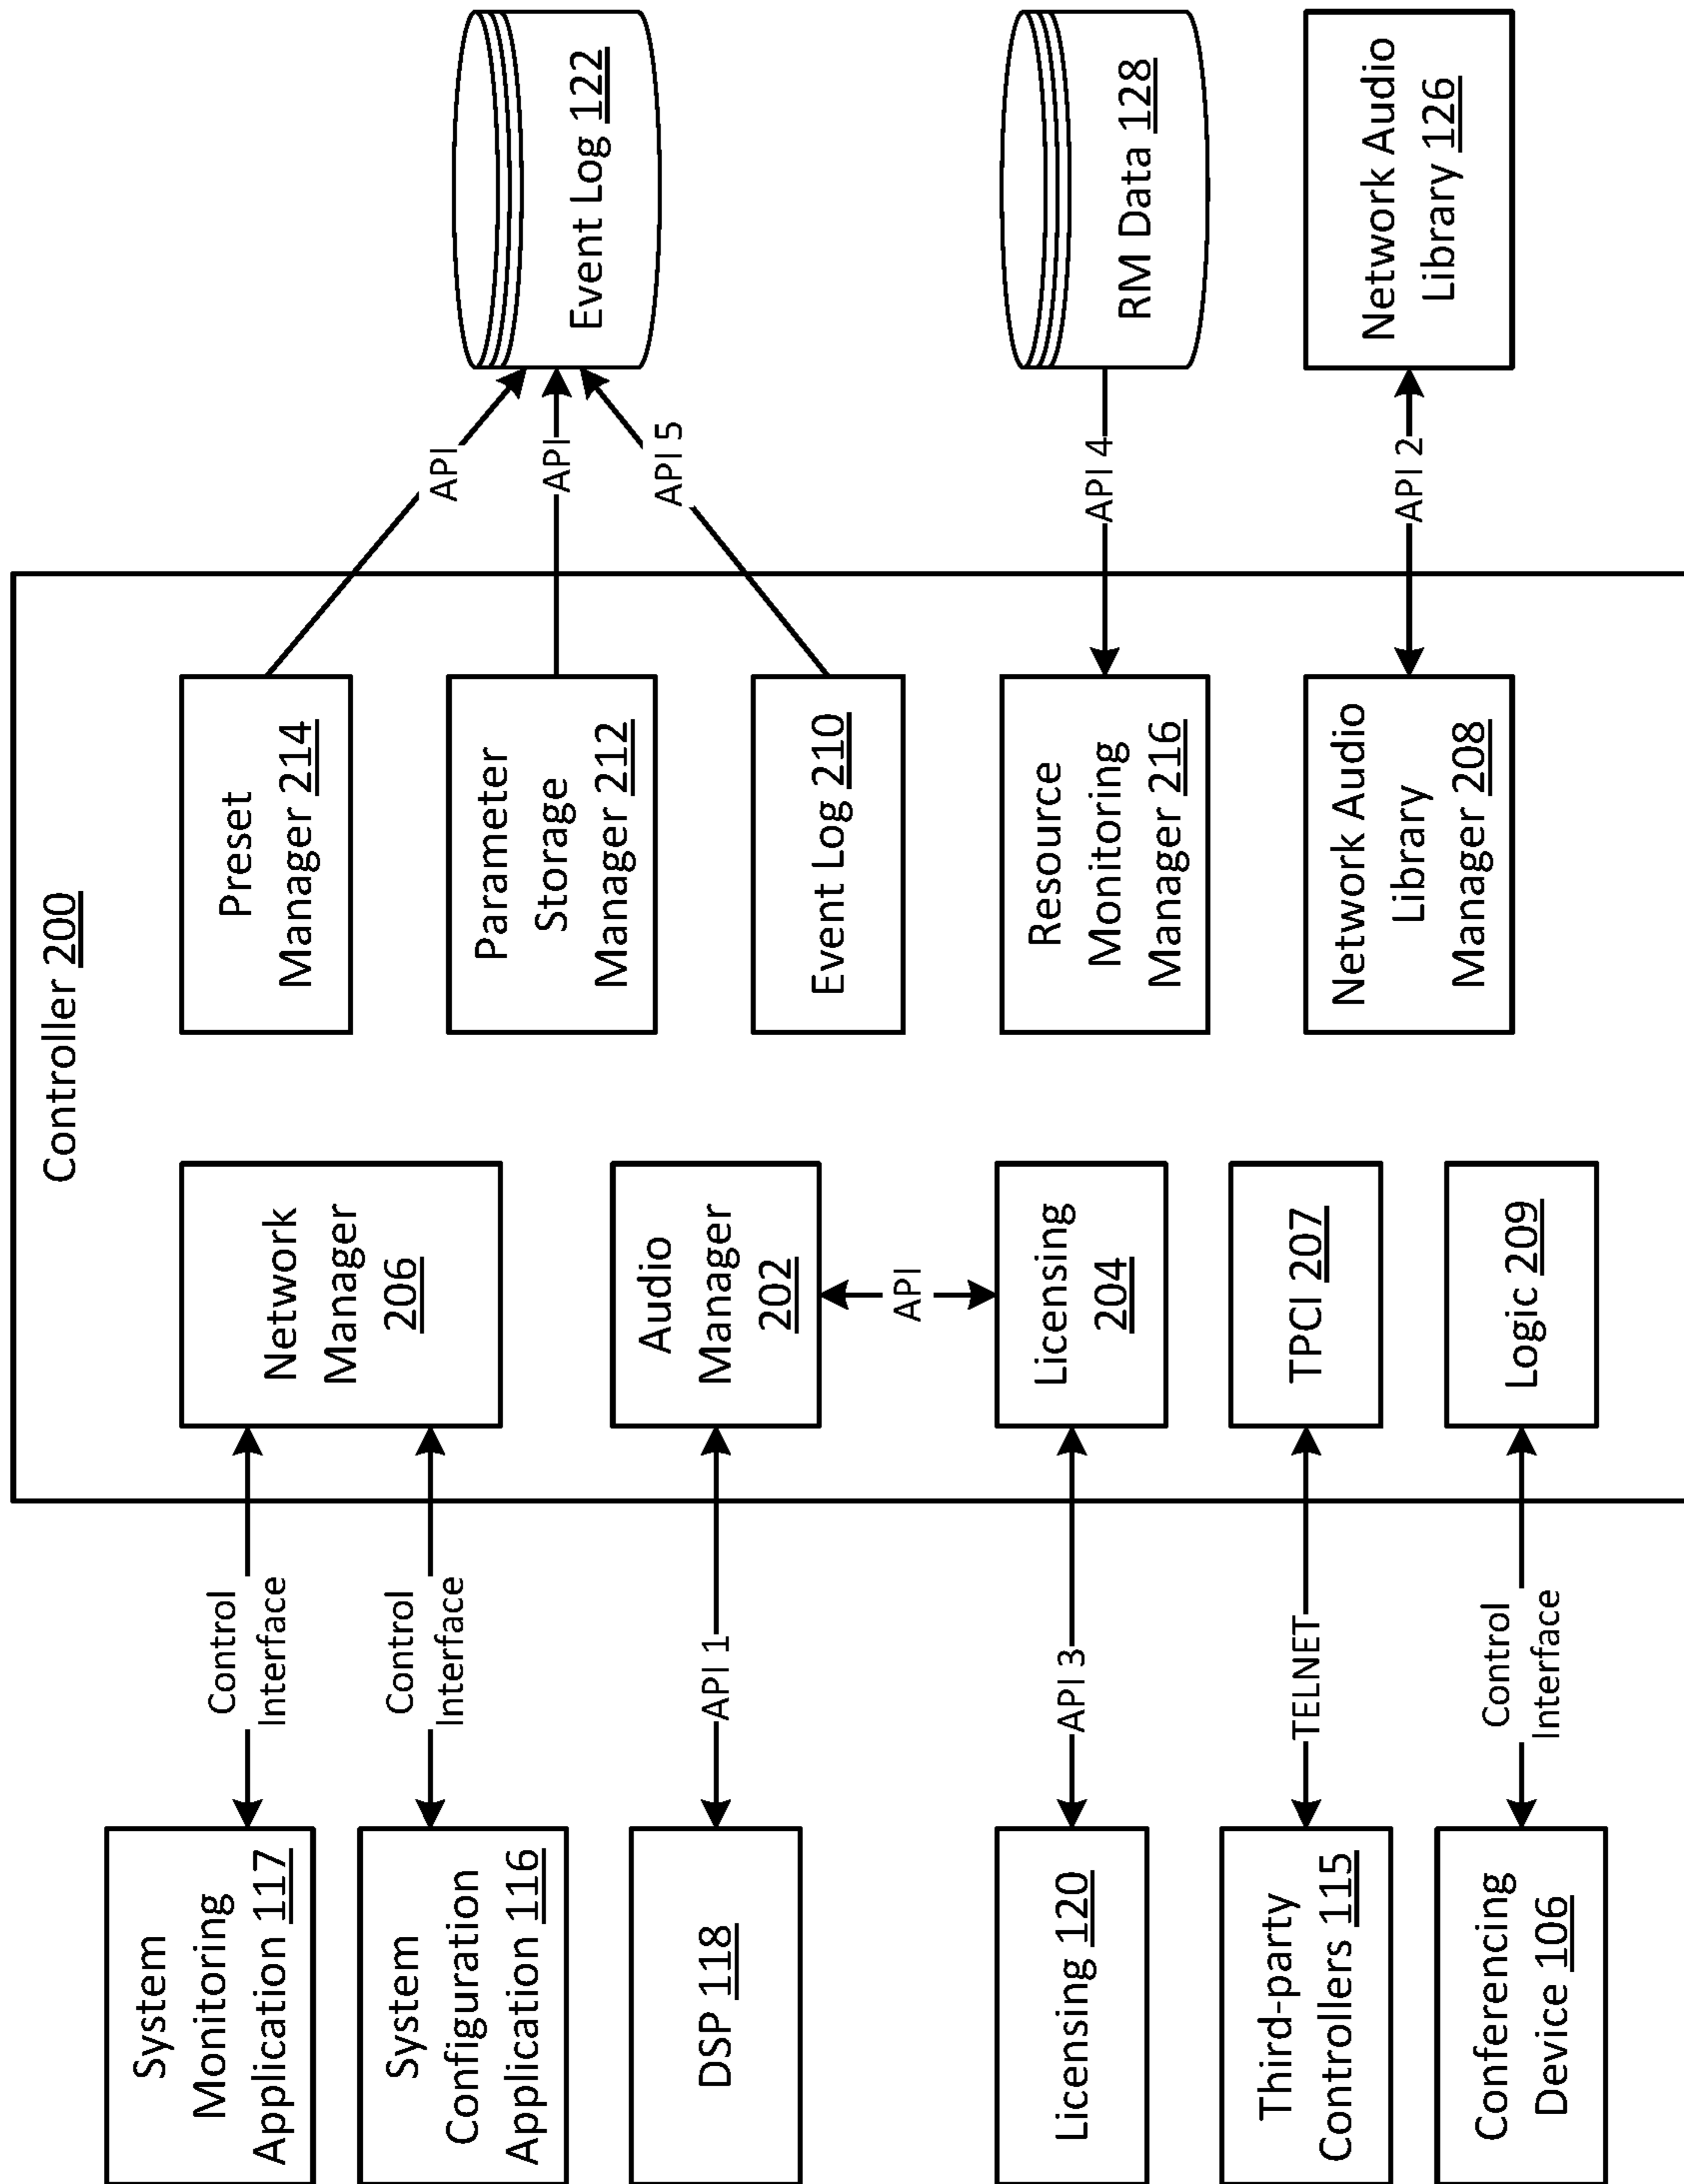 Controller 200
System
Monitoring
Application 117
Control
Interface
Network
Manager
206
Preset
Manager 214
API
Event Log 122
System
Configuration
Application 116
Control
Interface
Parameter
Storage
Manager 212
API
DSP 118
API 1
Audio
Manager
202
Event Log 210
API 5
API
Licensing 120
API 3
Licensing
204
Resource
Monitoring
Manager 216
API 4
RM Data 128
Third-party
Controllers 115
TELNET
TPCI 207
Network Audio
Library
Manager 208
API 2
Network Audio
Library 126
Conferencing
Device 106
Control
Interface
Logic 209